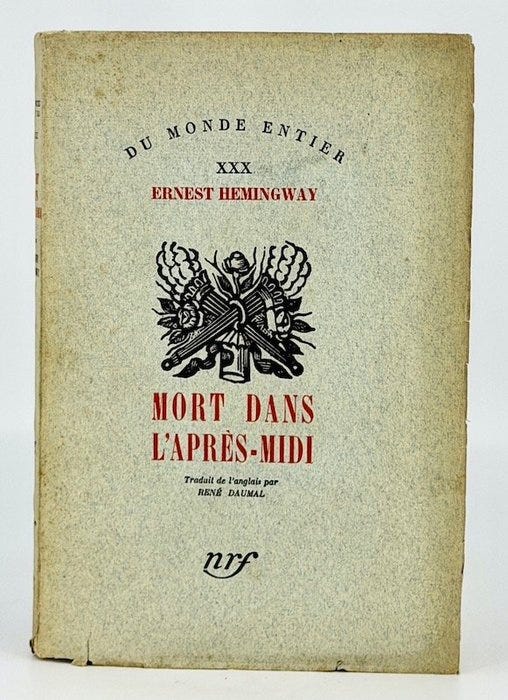 DU MONDE ENTIER
XXX
ERNEST HEMINGWAY
MORT DANS
L'APRÈS-MIDI
Traduit de l'anglais par
RENÉ DAUMAL
nrf